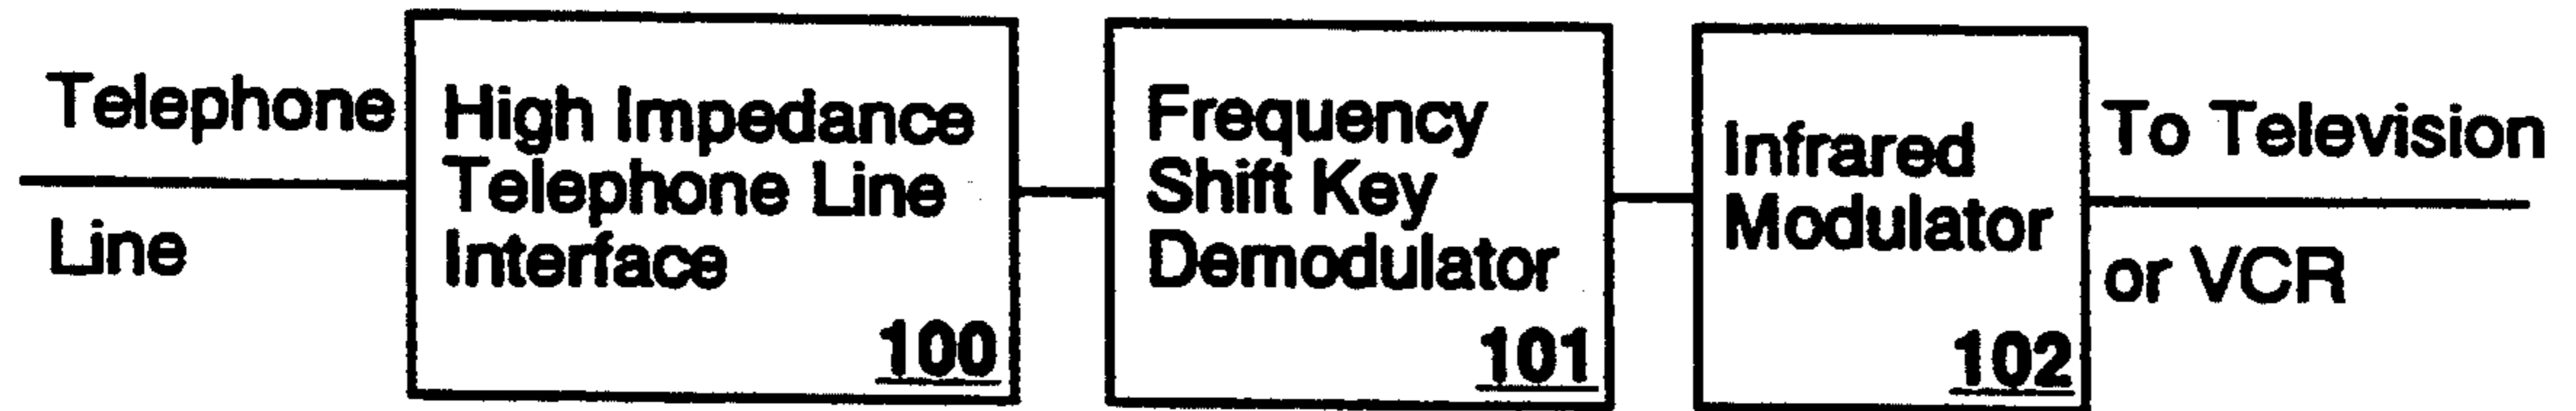 Telephone
Line
High Impedance
Telephone Line
Interface
100
Frequency
Shift Key
Demodulator
101
Infrared
Modulator
102
To Television
or VCR